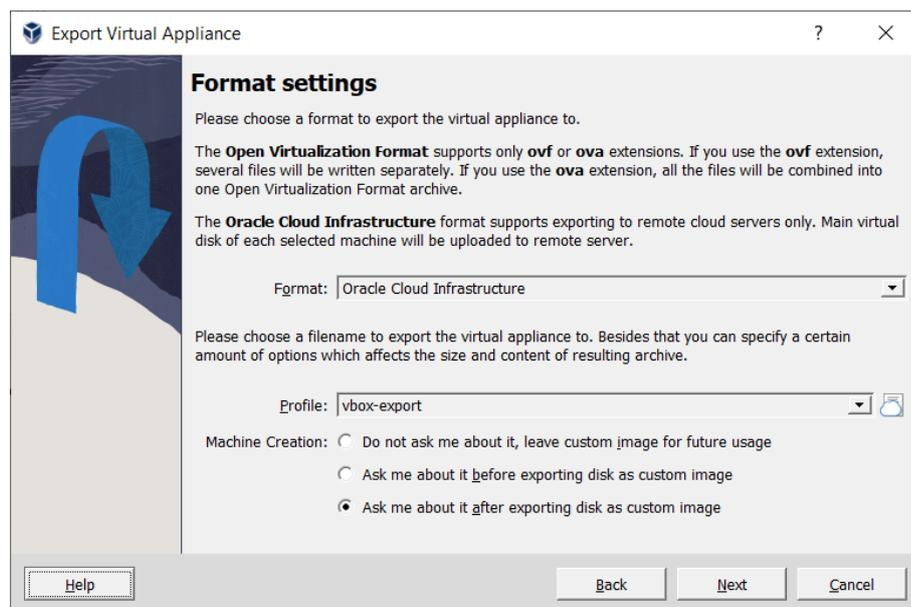 Export Virtual Appliance
?
Format settings
Please choose a format to export the virtual appliance to.
The Open Virtualization Format supports only ovf or ova extensions. If you use the ovf extension,
several files will be written separately. If you use the ova extension, all the files will be combined into
one Open Virtualization Format archive.
The Oracle Cloud Infrastructure format supports exporting to remote cloud servers only. Main virtual
disk of each selected machine will be uploaded to remote server.
Format: Oracle Cloud Infrastructure
Please choose a filename to export the virtual appliance to. Besides that you can specify a certain
amount of options which affects the size and content of resulting archive.
Profile: vbox-export
Machine Creation: Do not ask me about it, leave custom image for future usage
Ask me about it before exporting disk as custom image
Ask me about it after exporting disk as custom image
Help Back Next Cancel